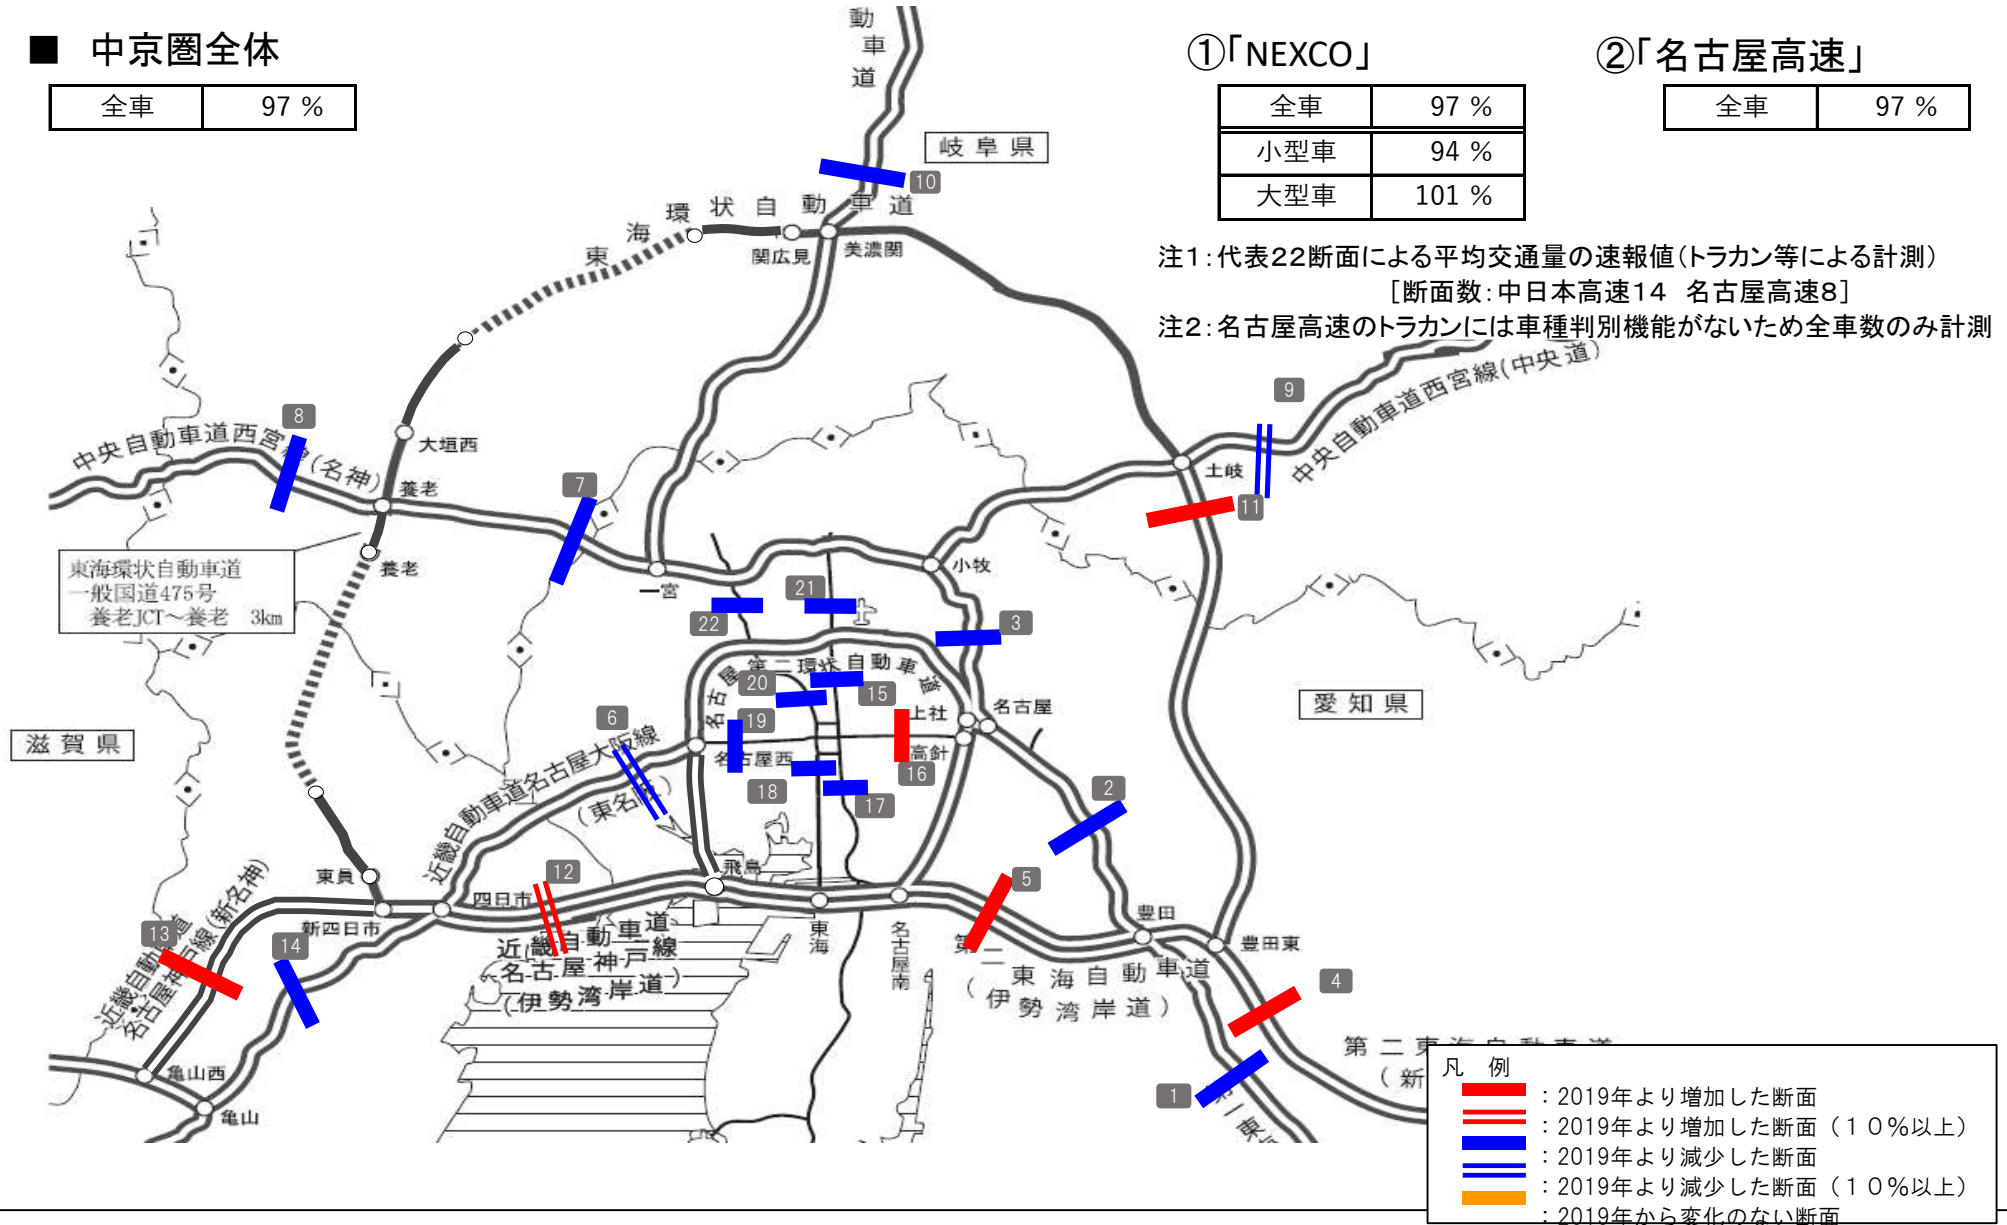 ■ 中京圏全体
全車 97 %
①「NEXCO」
全車 97 %
小型車 94 %
大型車 101 %
②「名古屋高速」
全車 97 %
注1:代表22断面による平均交通量の速報値(トラカン等による計測)
[断面数:中日本高速14 名古屋高速8]
注2:名古屋高速のトラカンには車種判別機能がないため全車数のみ計測
動車道
岐阜県
10
東海環状自動車道
関広見
美濃関
9
中央自動車道西宮線(中央道)
8
中央自動車道西宮線(名神)
大垣西
養老
7
土岐
11
養老
東海環状自動車道
一般国道475号
養老JCT~養老 3km
一宮
小牧
21
22
3
名古屋第二環状自動車道
20
15
19
上社
名古屋
愛知県
滋賀県
6
近畿自動車道名古屋大阪線
(東名阪)
名古屋西
高針
16
18
17
2
飛島
東員
12
四日市
新四日市
5
豊田
豊田東
東海
名古屋南
13
14
近畿自動車道
名古屋神戸線(新名神)
近畿自動車道
名古屋神戸線
(伊勢湾岸道)
第二東海自動車道
(伊勢湾岸道)
4
亀山西
亀山
1
第二東海自動車道
(新
第一東
凡 例
:2019年より増加した断面
:2019年より増加した断面(10%以上)
:2019年より減少した断面
:2019年より減少した断面(10%以上)
:2019年から変化のない断面